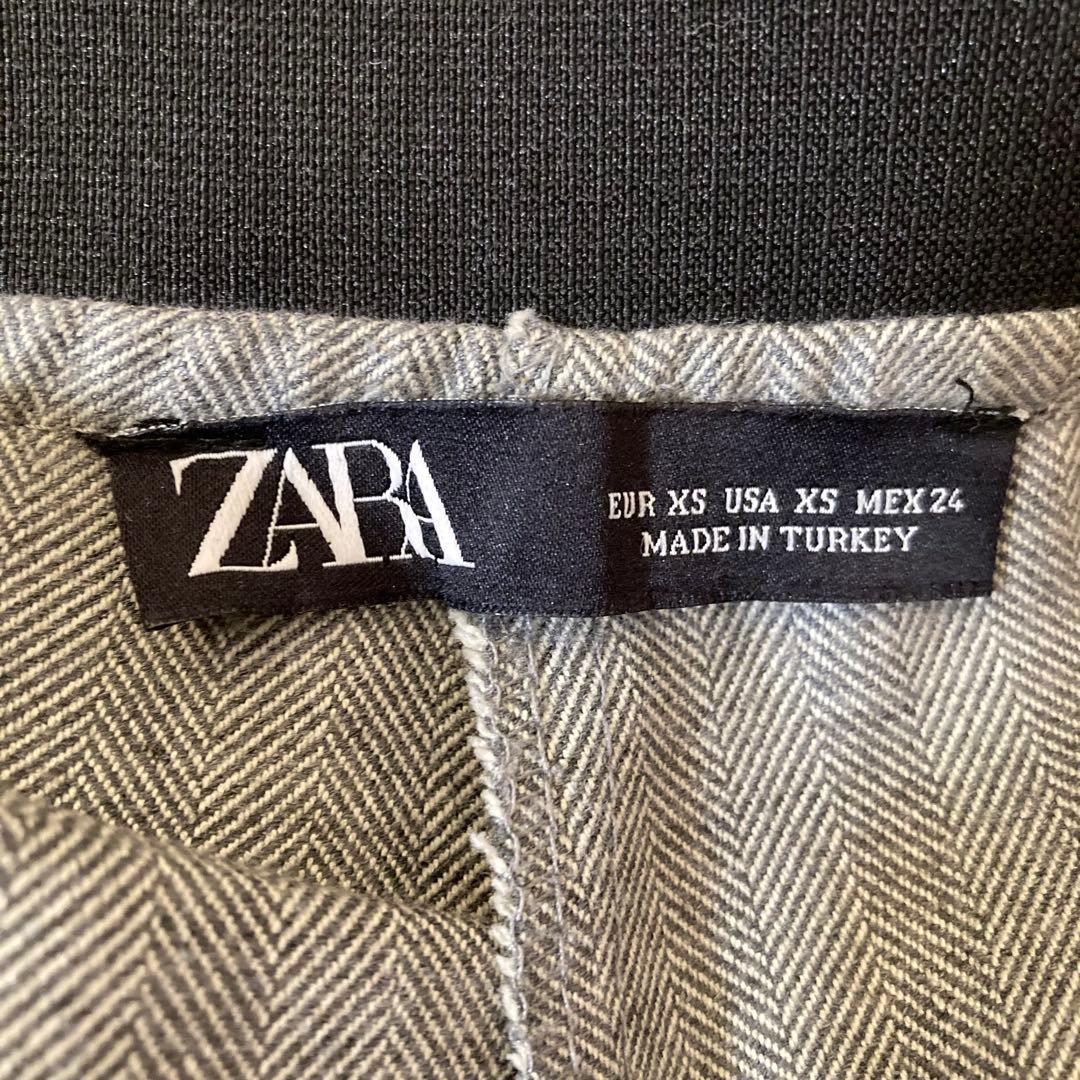 ZARA
EUR XS USA XS MEX 24
MADE IN TURKEY